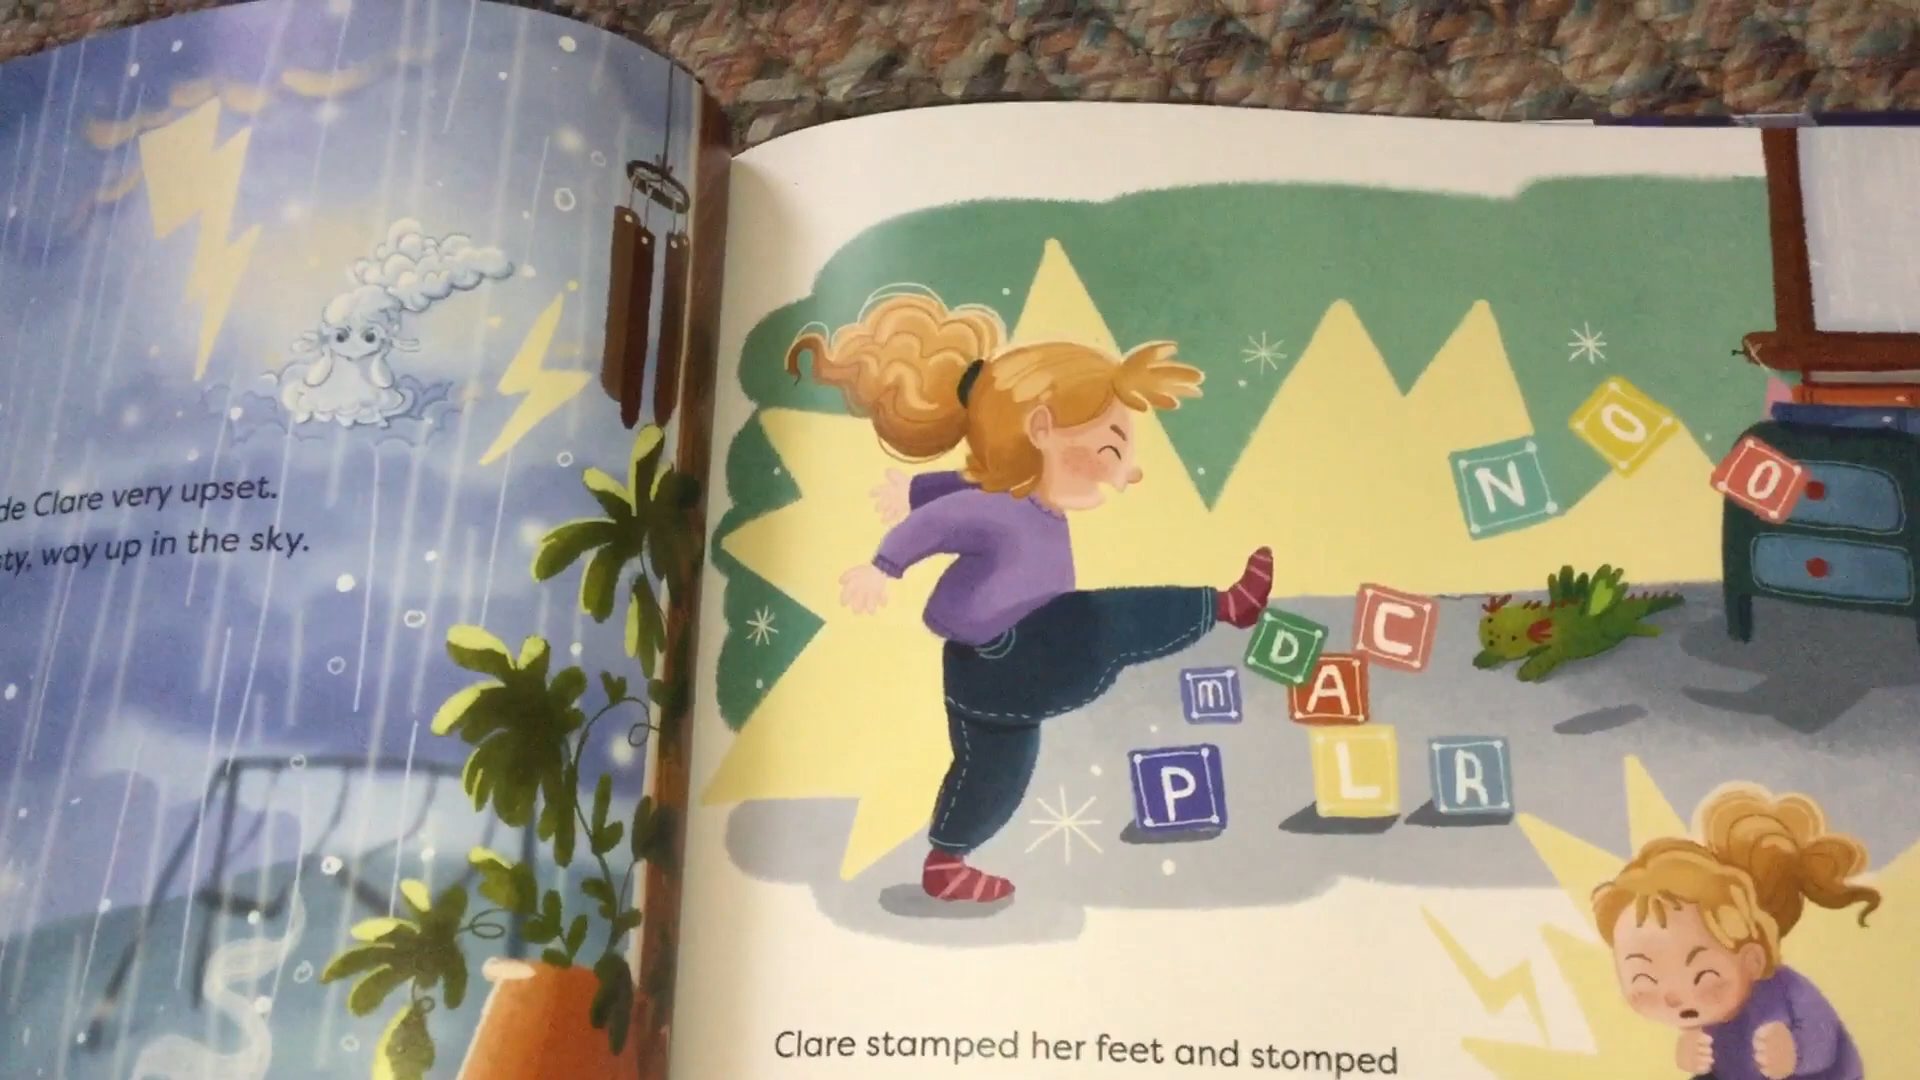 de Clare very upset.
sty, way up in the sky.
N O O
D C
m A
P L R
Clare stamped her feet and stomped